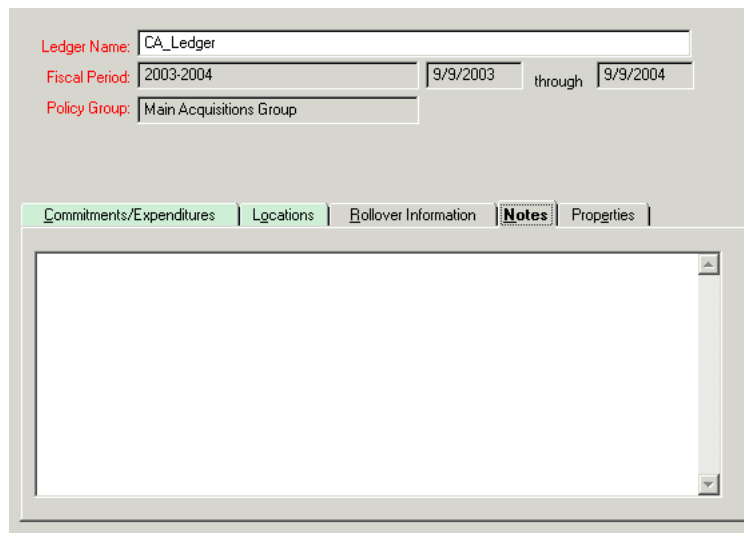 Ledger Name: CA_Ledger
Fiscal Period: 2003-2004 9/9/2003 through 9/9/2004
Policy Group: Main Acquisitions Group
Commitments/Expenditures Locations Rollover Information Notes Properties